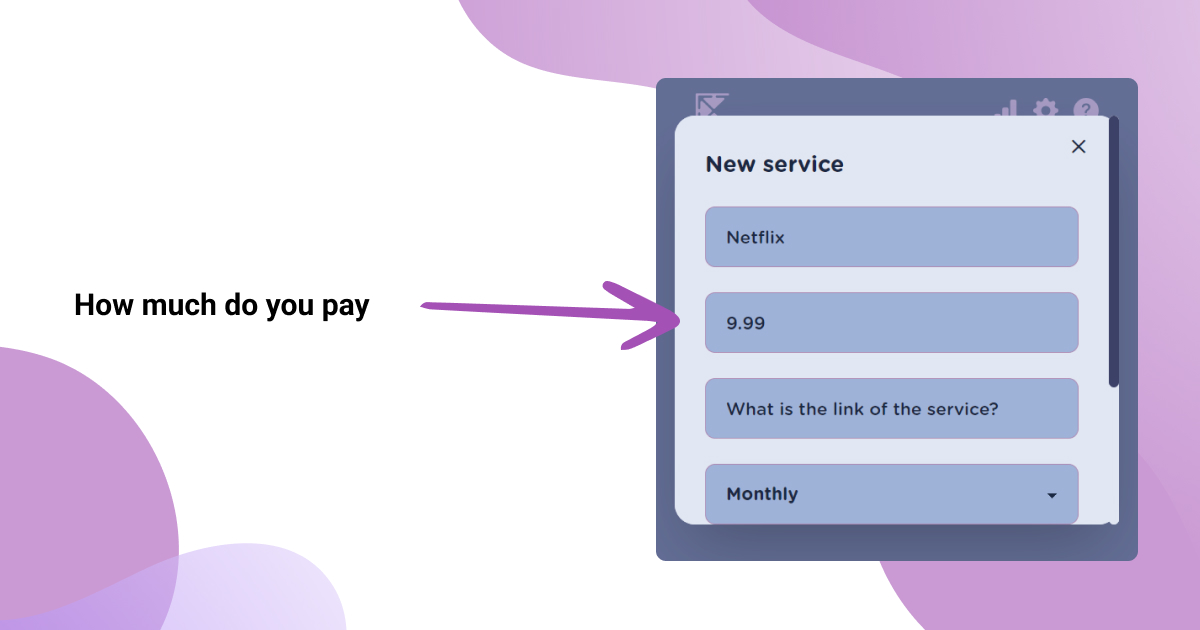 How much do you pay
?
New service
Netflix
9.99
What is the link of the service?
Monthly